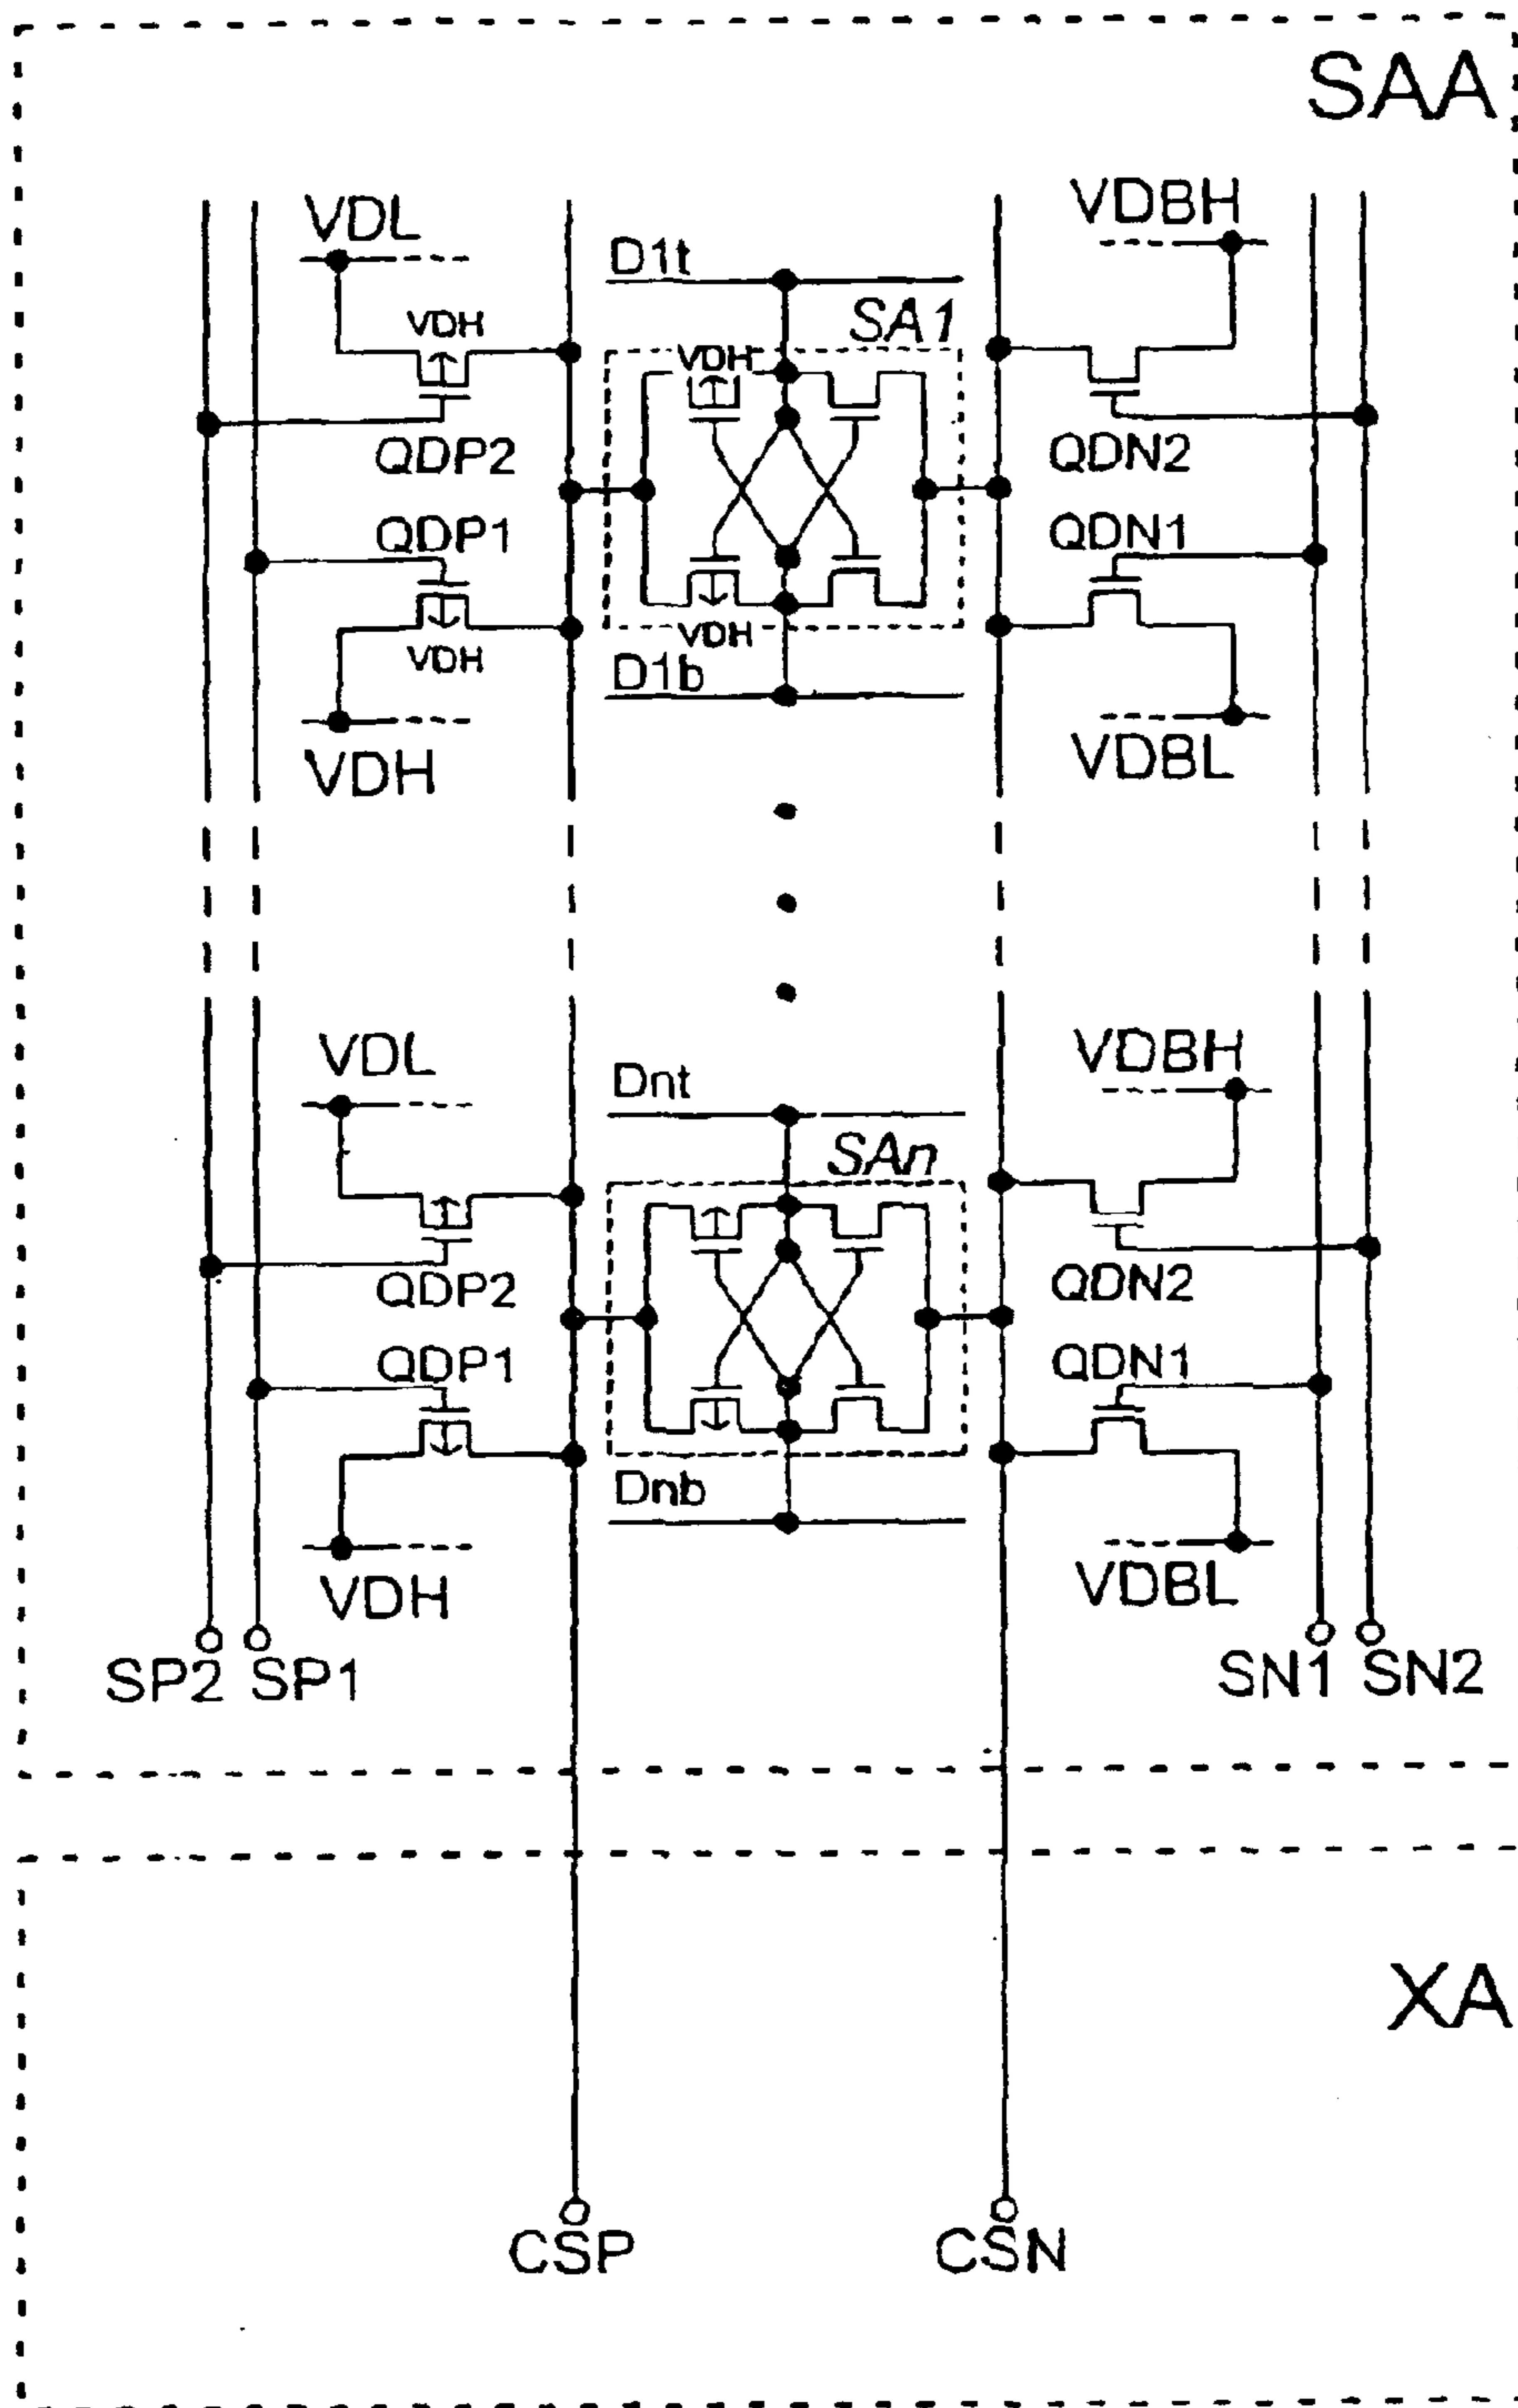 SAA
VDL
VDBH
D1t
SA1
VDH
VDH
QDP2
QDN2
QDP1
QDN1
VDH
VDH
D1b
VDH
VDBL
VDL
VDBH
Dnt
SAn
QDP2
QDN2
QDP1
QDN1
Dnb
VDH
VDBL
SP2 SP1
SN1 SN2
XA
CSP
CSN